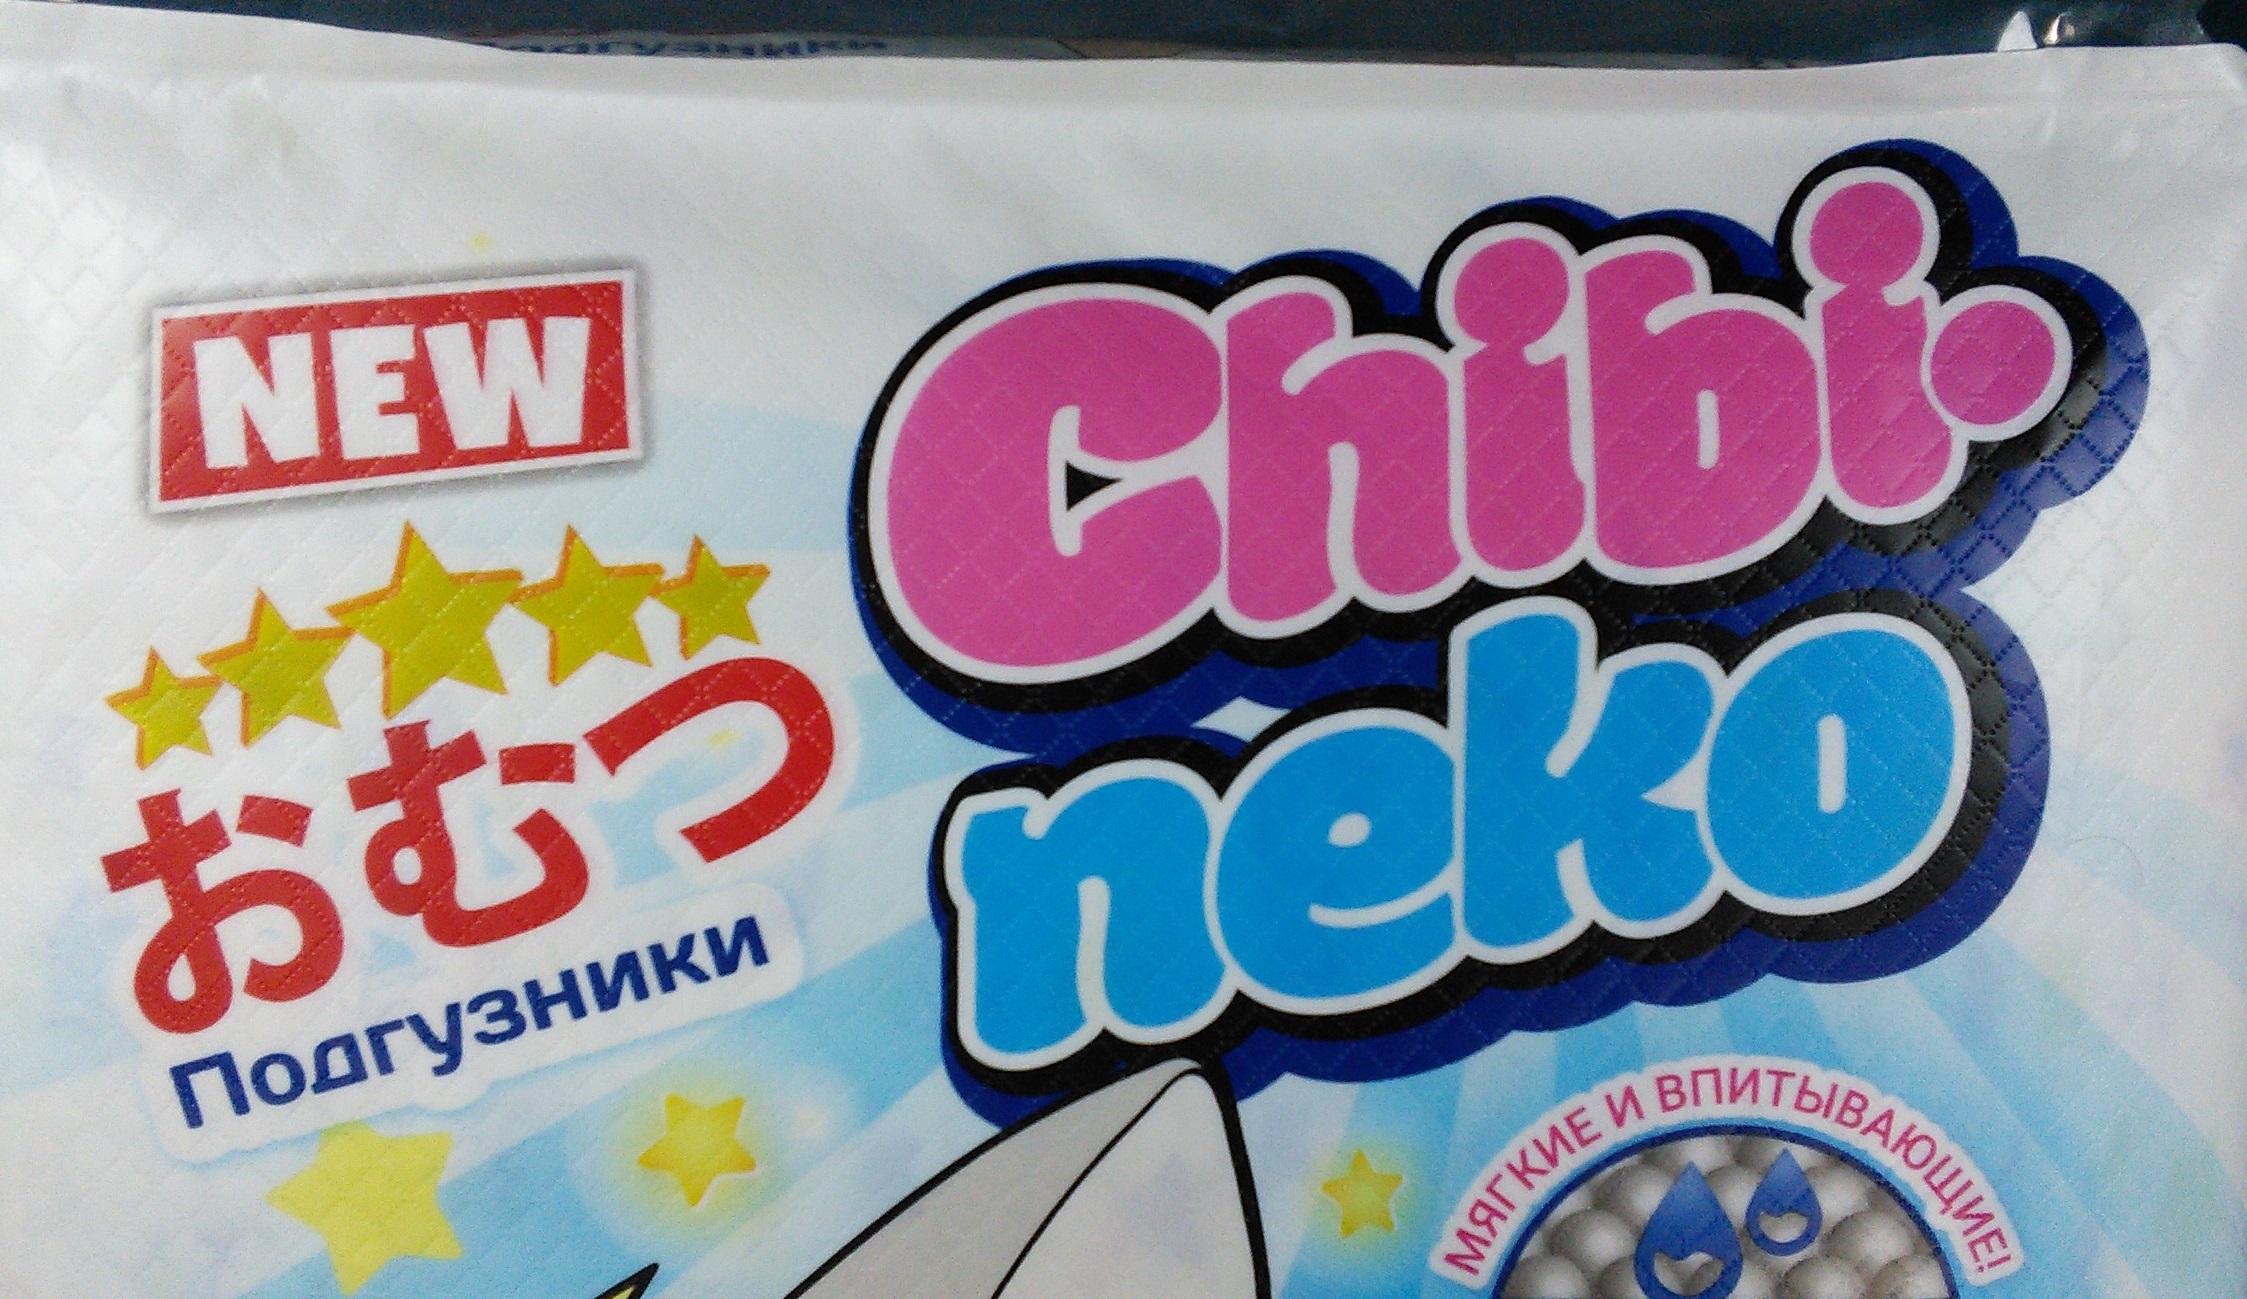 подгузники
NEW
Chibi-
neko
おむつ
Подгузники
МЯГКИЕ И ВПИТЫВАЮЩИЕ!